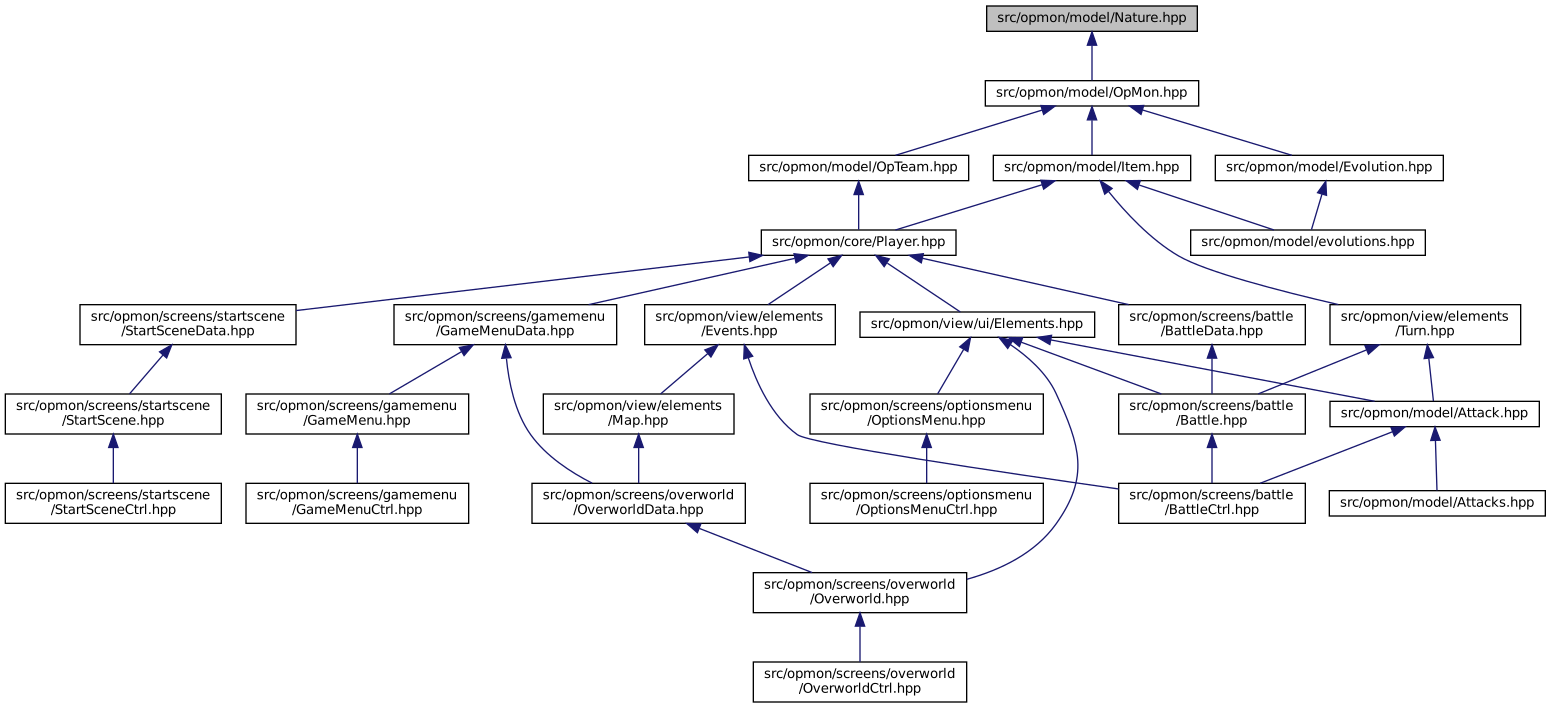 src/opmon/model/Nature.hpp
src/opmon/model/OpMon.hpp
src/opmon/model/OpTeam.hpp
src/opmon/model/Item.hpp
src/opmon/model/Evolution.hpp
src/opmon/core/Player.hpp
src/opmon/model/evolutions.hpp
src/opmon/screens/startscene
/StartSceneData.hpp
src/opmon/screens/gamemenu
/GameMenuData.hpp
src/opmon/view/elements
/Events.hpp
src/opmon/view/ui/Elements.hpp
src/opmon/screens/battle
/BattleData.hpp
src/opmon/view/elements
/Turn.hpp
src/opmon/screens/startscene
/StartScene.hpp
src/opmon/screens/gamemenu
/GameMenu.hpp
src/opmon/view/elements
/Map.hpp
src/opmon/screens/optionsmenu
/OptionsMenu.hpp
src/opmon/screens/battle
/Battle.hpp
src/opmon/model/Attack.hpp
src/opmon/screens/startscene
/StartSceneCtrl.hpp
src/opmon/screens/gamemenu
/GameMenuCtrl.hpp
src/opmon/screens/overworld
/OverworldData.hpp
src/opmon/screens/optionsmenu
/OptionsMenuCtrl.hpp
src/opmon/screens/battle
/BattleCtrl.hpp
src/opmon/model/Attacks.hpp
src/opmon/screens/overworld
/Overworld.hpp
src/opmon/screens/overworld
/OverworldCtrl.hpp